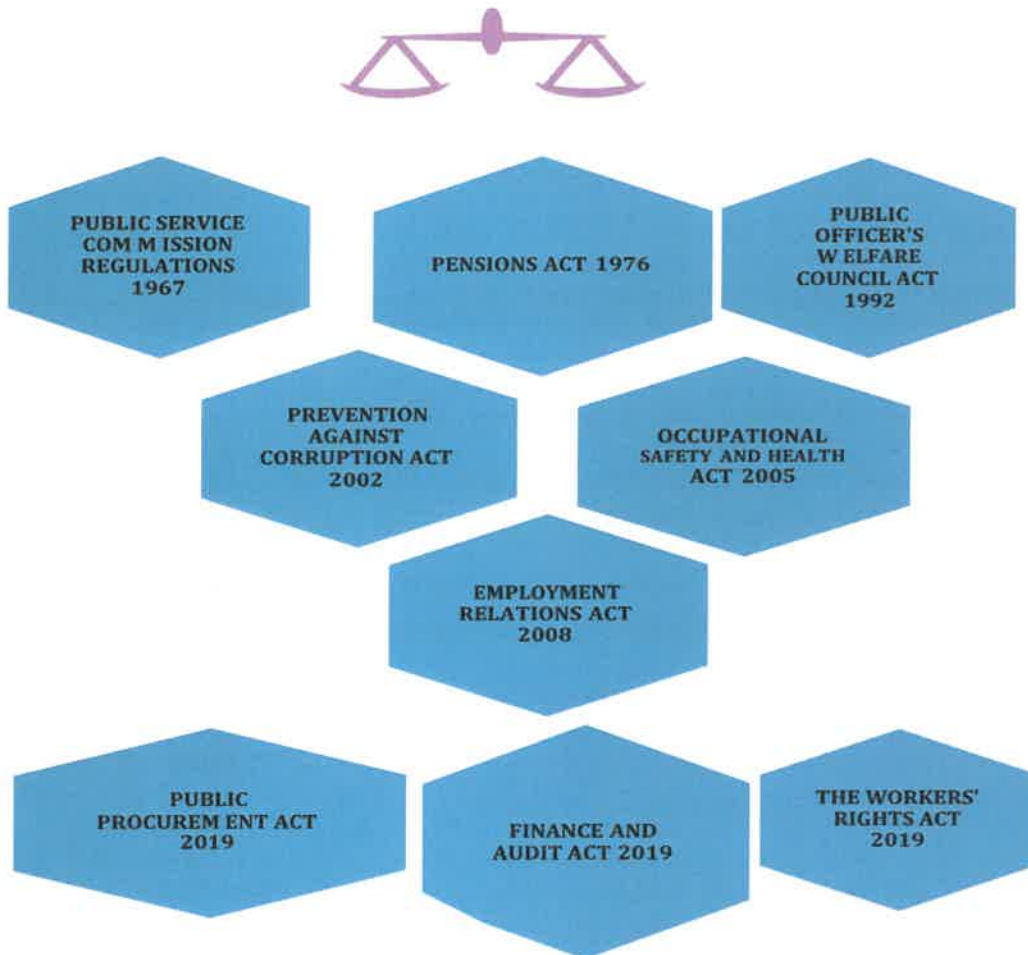 PUBLIC SERVICE
COM M ISSION
REGULATIONS
1967
PENSIONS ACT 1976
PUBLIC
OFFICER'S
W ELFARE
COUNCIL ACT
1992
PREVENTION
AGAINST
CORRUPTION ACT
2002
OCCUPATIONAL
SAFETY AND HEALTH
ACT 2005
EMPLOYMENT
RELATIONS ACT
2008
PUBLIC
PROCUREM ENT ACT
2019
FINANCE AND
AUDIT ACT 2019
THE WORKERS'
RIGHTS ACT
2019